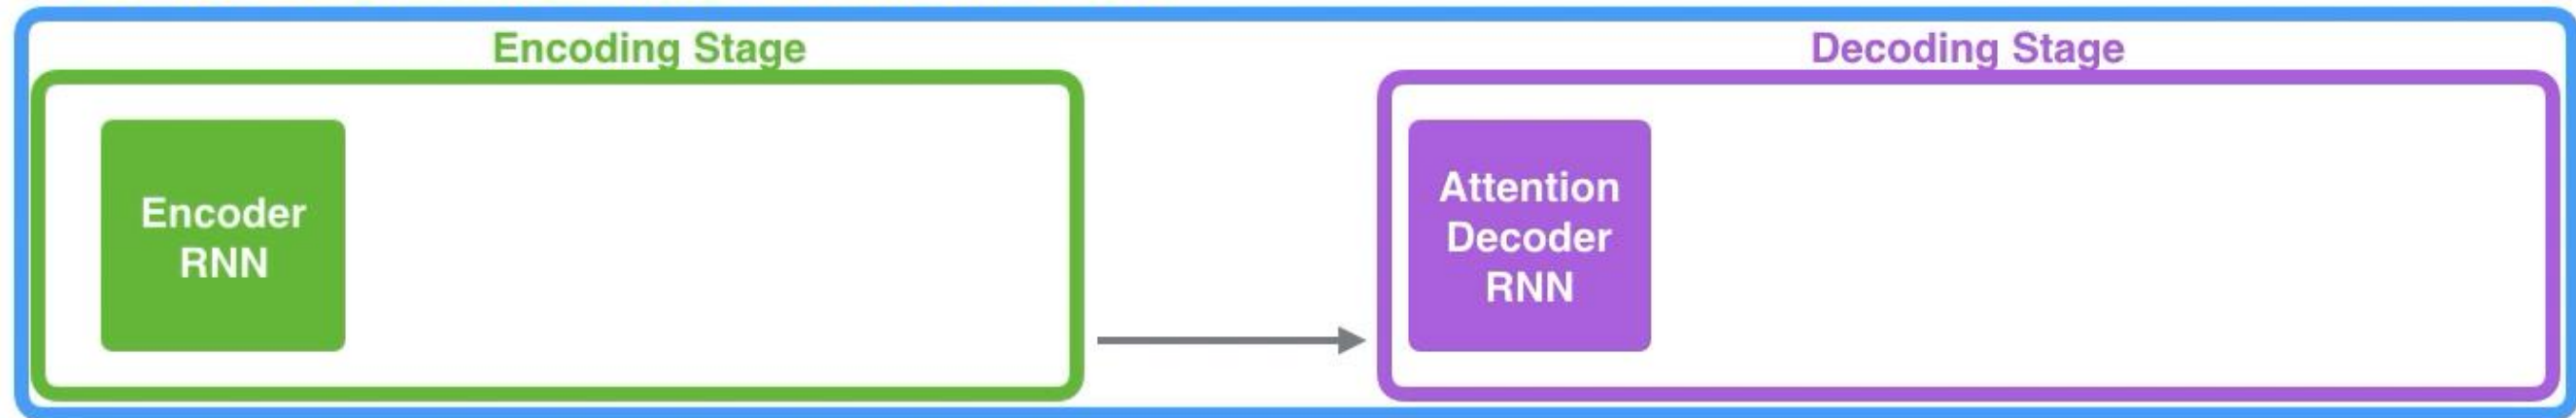 Encoding Stage
Decoding Stage
Encoder
RNN
Attention
Decoder
RNN